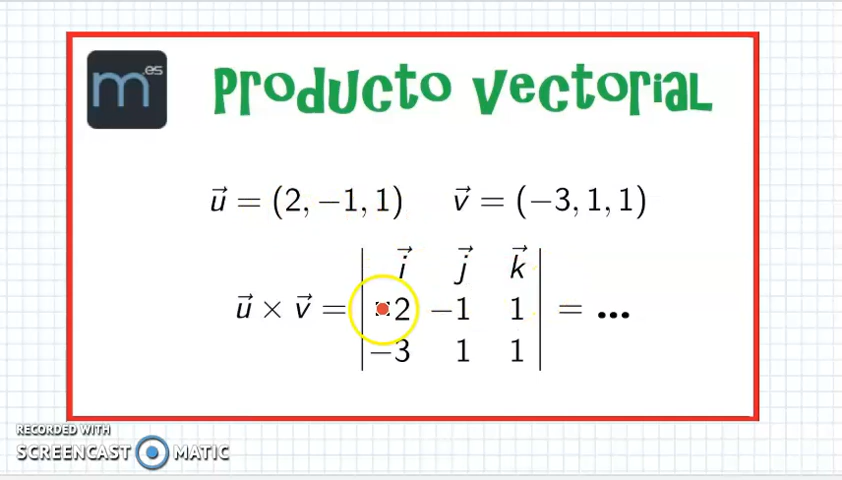 m.es
Producto vectorial
u⃗ = (2, −1, 1) v⃗ = (−3, 1, 1)
i⃗ j⃗ k⃗
u⃗ × v⃗ = | 2 −1 1 | = ...
−3 1 1
RECORDED WITH
SCREENCAST MATIC